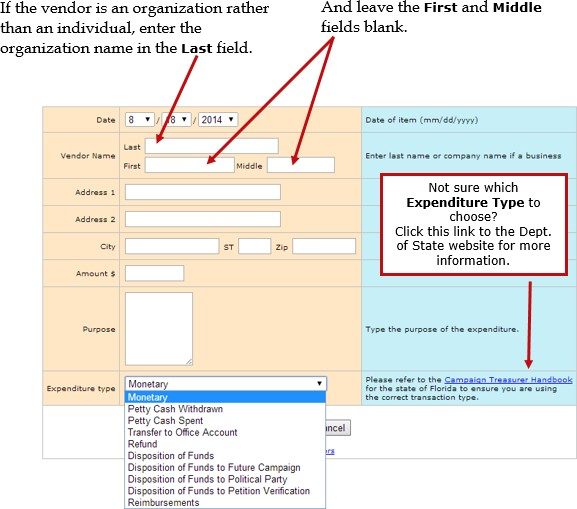 If the vendor is an organization rather
than an individual, enter the
organization name in the Last field.
And leave the First and Middle
fields blank.
Date 8 / 18 / 2014 Date of item (mm/dd/yyyy)
Vendor Name Last
First Middle
Enter last name or company name if a business
Address 1
Address 2
City ST Zip
Amount $
Not sure which
Expenditure Type to
choose?
Click this link to the Dept.
of State website for more
information.
Purpose Type the purpose of the expenditure.
Expenditure type Monetary
Please refer to the Campaign Treasurer Handbook
for the state of Florida to ensure you are using
the correct transaction type.
Monetary
Petty Cash Withdrawn
Petty Cash Spent
Transfer to Office Account
Refund
Disposition of Funds
Disposition of Funds to Future Campaign
Disposition of Funds to Political Party
Disposition of Funds to Petition Verification
Reimbursements
ncel